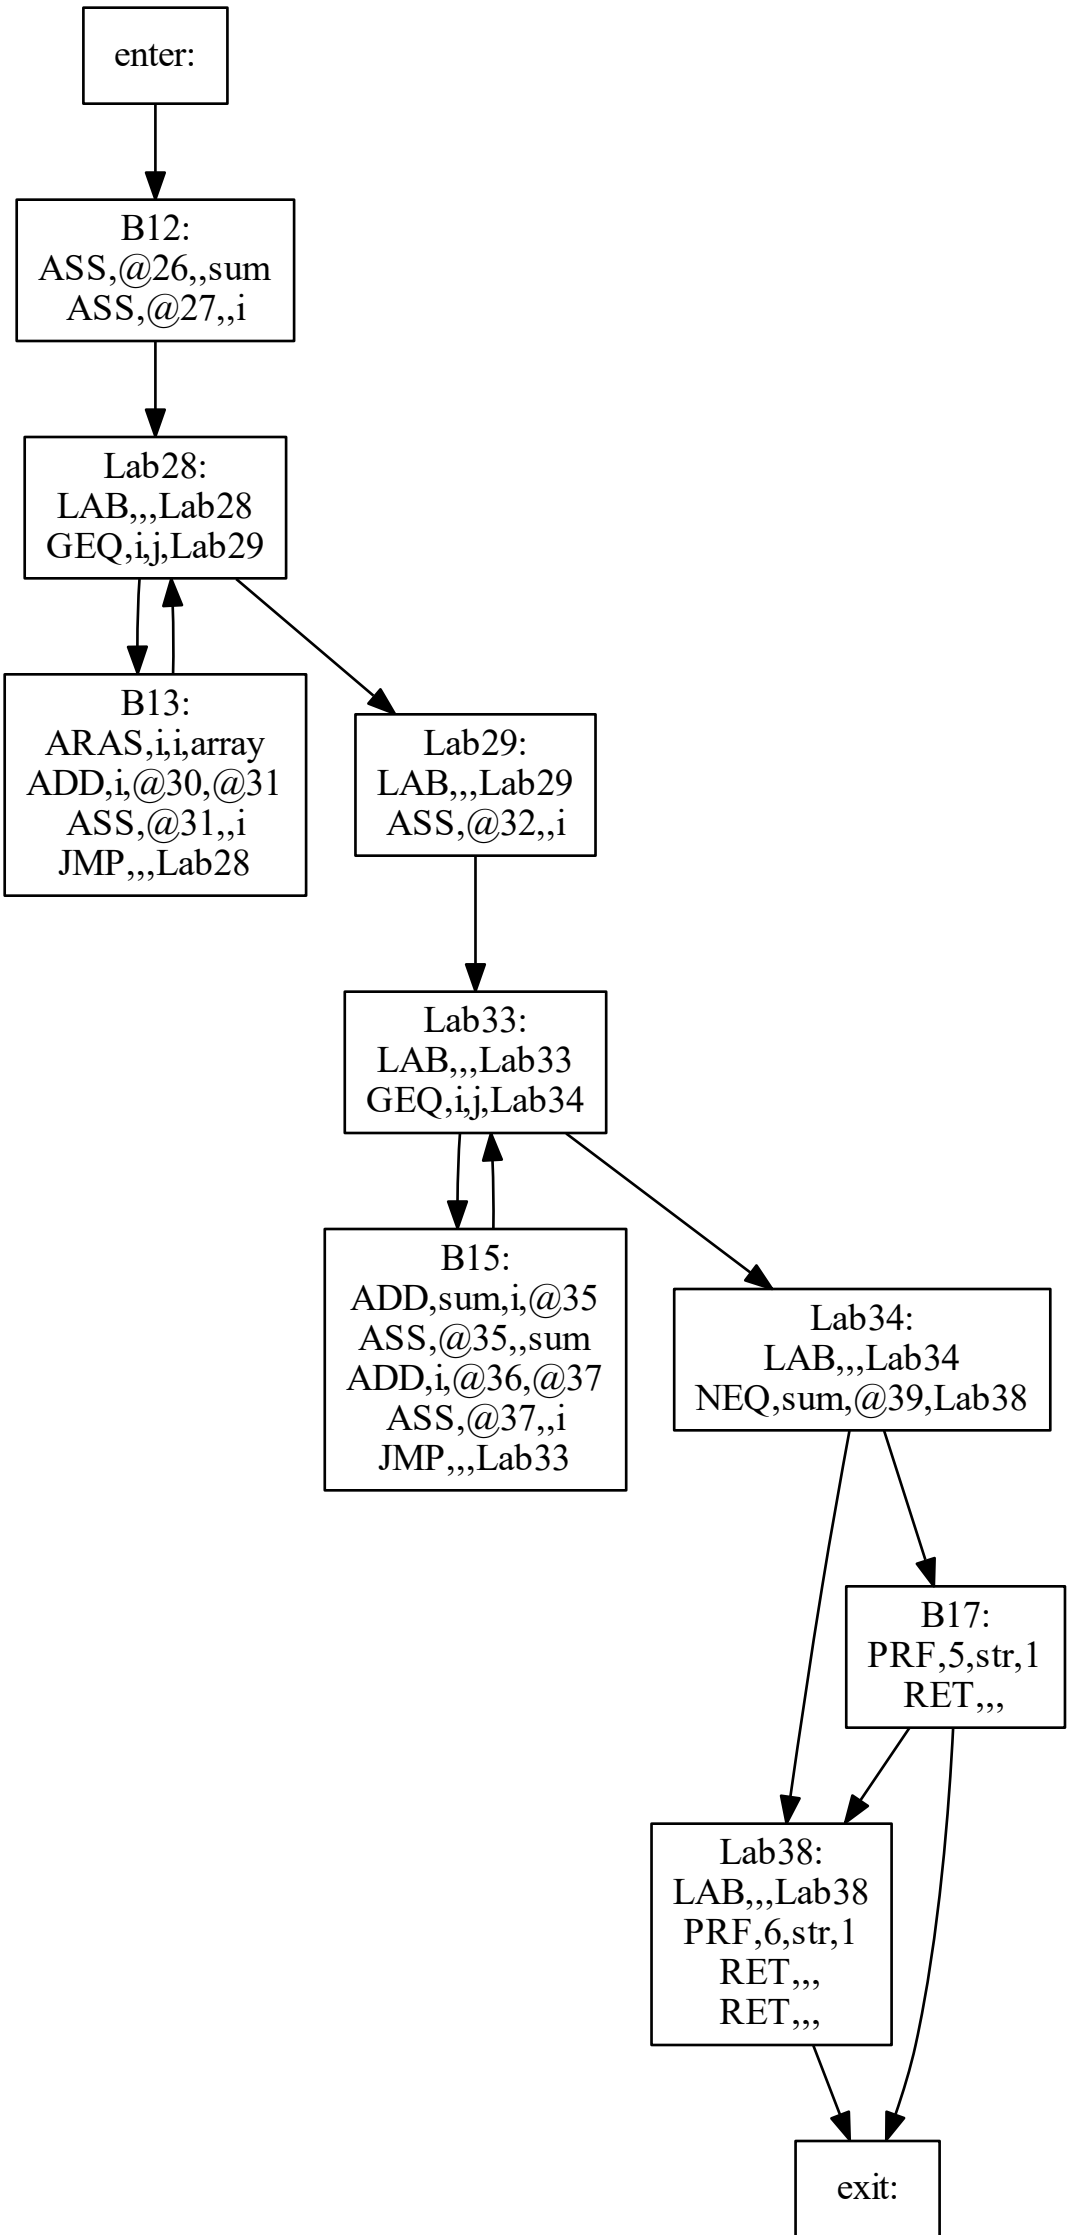 enter:
B12:
ASS,@26,,sum
ASS,@27,,i
Lab28:
LAB,,,Lab28
GEQ,i,j,Lab29
B13:
ARAS,i,i,array
ADD,i,@30,@31
ASS,@31,,i
JMP,,,Lab28
Lab29:
LAB,,,Lab29
ASS,@32,,i
Lab33:
LAB,,,Lab33
GEQ,i,j,Lab34
B15:
ADD,sum,i,@35
ASS,@35,,sum
ADD,i,@36,@37
ASS,@37,,i
JMP,,,Lab33
Lab34:
LAB,,,Lab34
NEQ,sum,@39,Lab38
B17:
PRF,5,str,1
RET,,,
Lab38:
LAB,,,Lab38
PRF,6,str,1
RET,,,
RET,,,
exit: